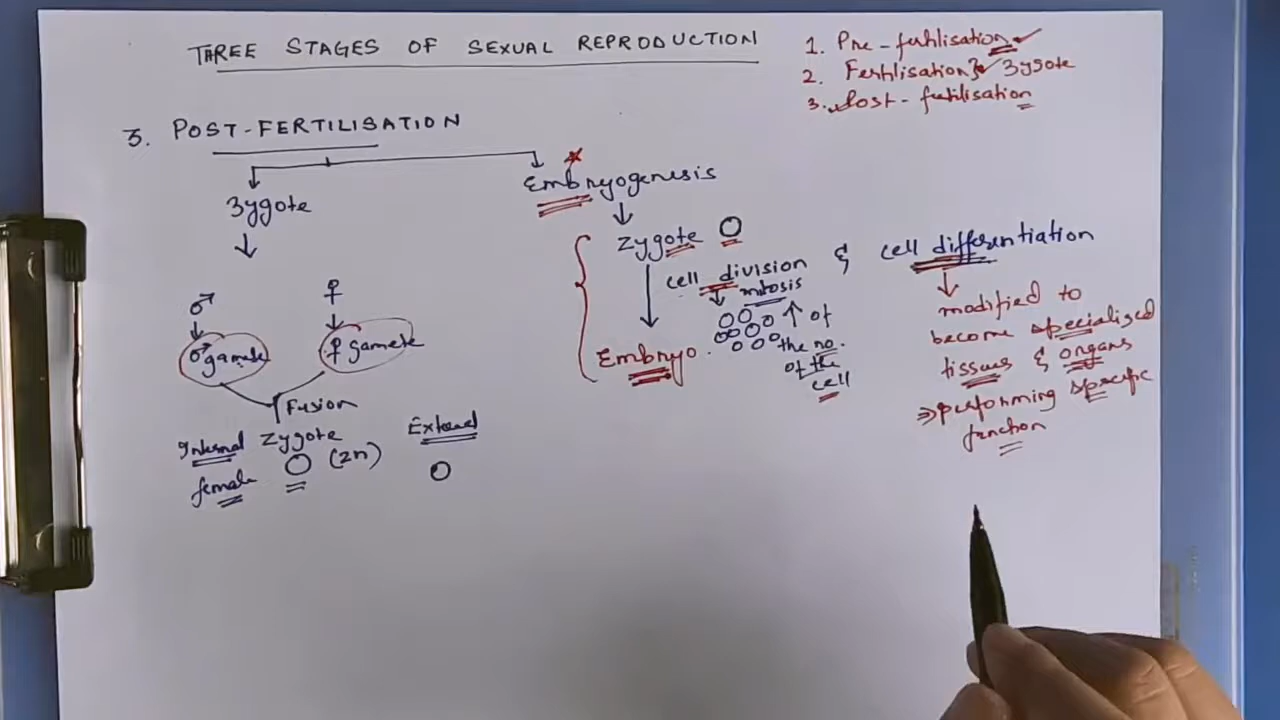 THREE STAGES OF SEXUAL REPRODUCTION
1. Pre-fertilisation
2. Fertilisation → Zygote
3. Post-fertilisation
3. POST-FERTILISATION
Zygote
♂ ♀
♂ gamete ♀ gamete
Fusion
Internal Zygote External
female (2n)
Embryogenesis
Zygote
cell division & cell differentiation
mitosis
↑ of
the no.
of the
cell
Embryo
modified to
become specialized
tissues & organs
⇒ performing specific
function